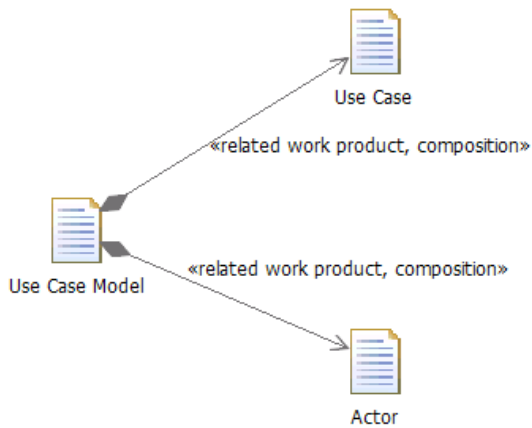 Use Case
«related work product, composition»
Use Case Model
«related work product, composition»
Actor